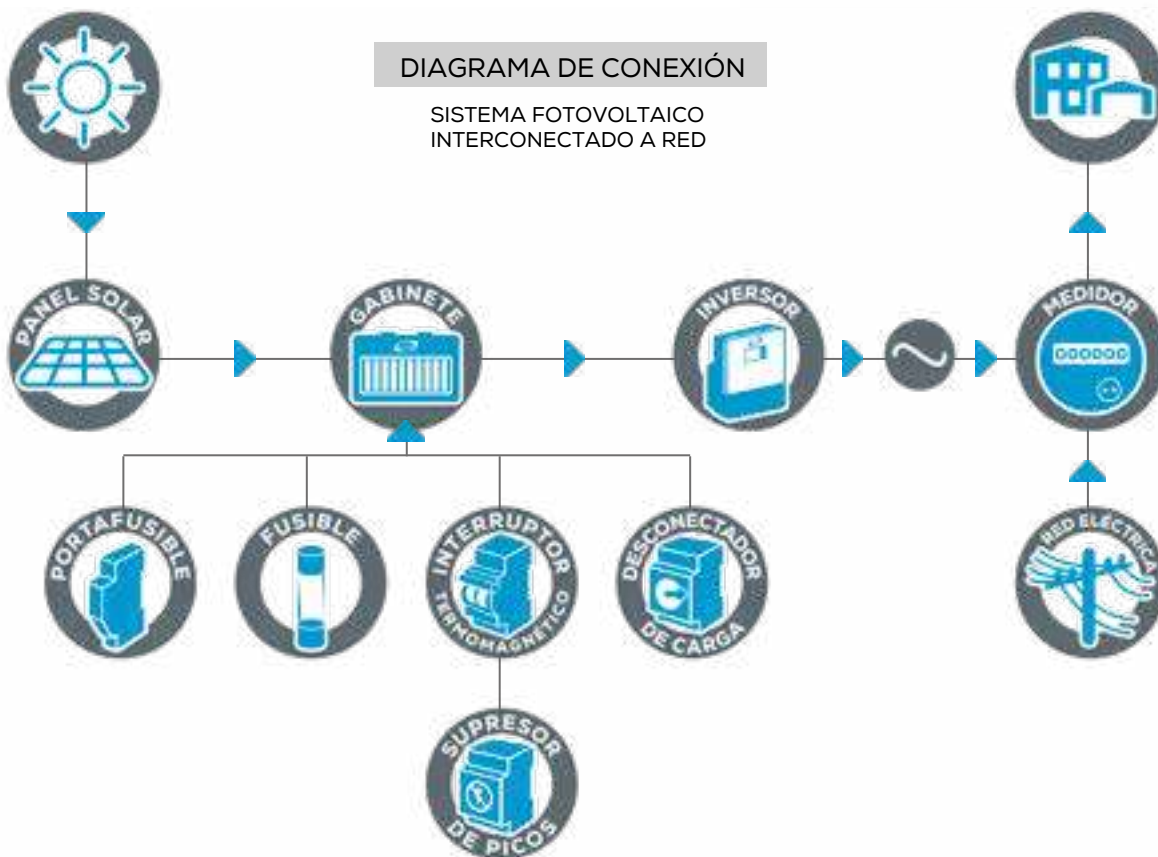 DIAGRAMA DE CONEXIÓN
SISTEMA FOTOVOLTAICO
INTERCONECTADO A RED
PANEL SOLAR
GABINETE
INVERSOR
MEDIDOR
PORTAFUSIBLE
FUSIBLE
INTERRUPTOR
TERMOMAGNÉTICO
DESCONECTADOR
DE CARGA
RED ELÉCTRICA
SUPRESOR
DE PICOS